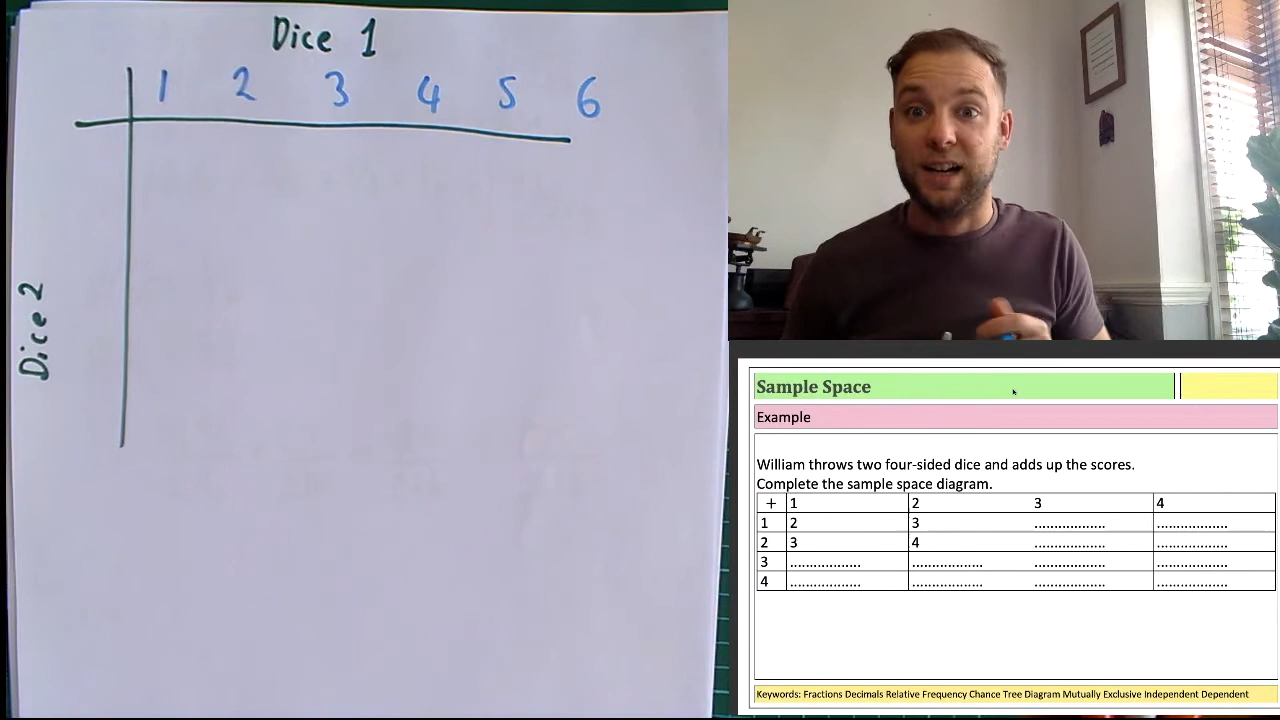 Dice 1
1 2 3 4 5 6
Dice 2
Sample Space
Example
William throws two four-sided dice and adds up the scores.
Complete the sample space diagram.
+ 1 2 3 4
1 2 3 .................. ..................
2 3 4 .................. ..................
3 .................. .................. .................. ..................
4 .................. .................. .................. ..................
Keywords: Fractions Decimals Relative Frequency Chance Tree Diagram Mutually Exclusive Independent Dependent